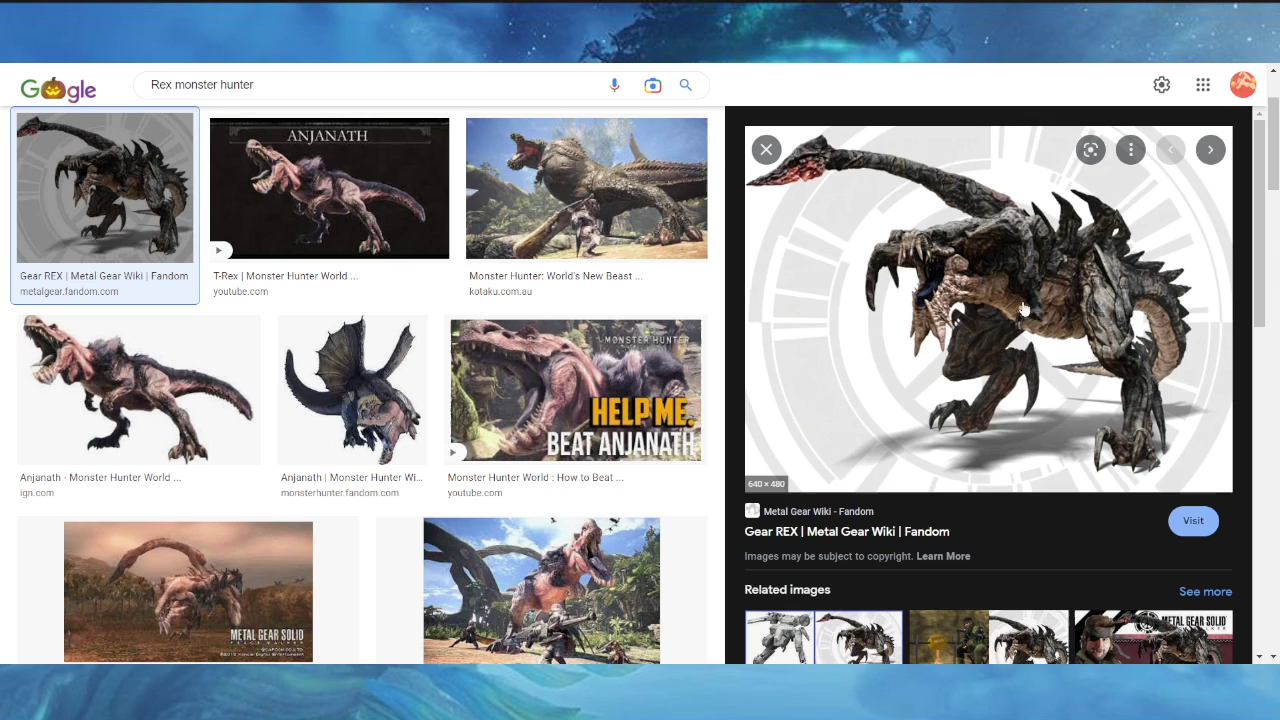 Google
Rex monster hunter
ANJANATH
Gear REX | Metal Gear Wiki | Fandom
metalgear.fandom.com
T-Rex | Monster Hunter World ...
youtube.com
Monster Hunter: World's New Beast ...
kotaku.com.au
MONSTER HUNTER
HELP ME.
BEAT ANJANATH
Anjanath - Monster Hunter World ...
ign.com
Anjanath | Monster Hunter Wi...
monsterhunter.fandom.com
Monster Hunter World : How to Beat ...
youtube.com
METAL GEAR SOLID
PEACE WALKER
640 × 480
Metal Gear Wiki - Fandom
Gear REX | Metal Gear Wiki | Fandom
Visit
Images may be subject to copyright. Learn More
Related images
See more
METAL GEAR SOLID